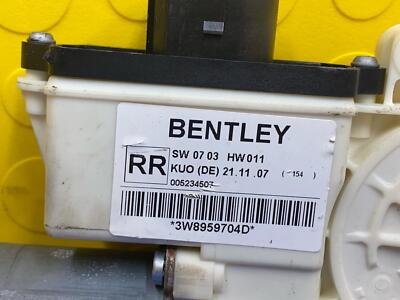 BENTLEY
RR
SW 07 03 HW 011
KUO (DE) 21.11.07 (-154 )
005234507
*3W8959704D*